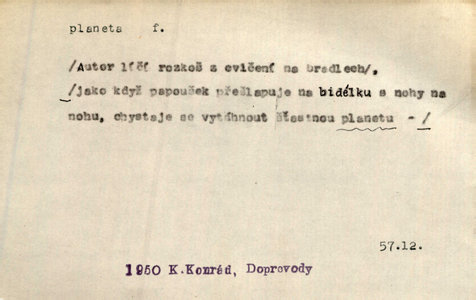 planeta f.
/Autor líčí rozkoš z cvičení na bradlech/,
/jako když papoušek přešlapuje na bidélku s nohy na
nohu, chystaje se vytáhnout šťastnou planetu - /
57.12.
1950 K.Konrád, Doprovody